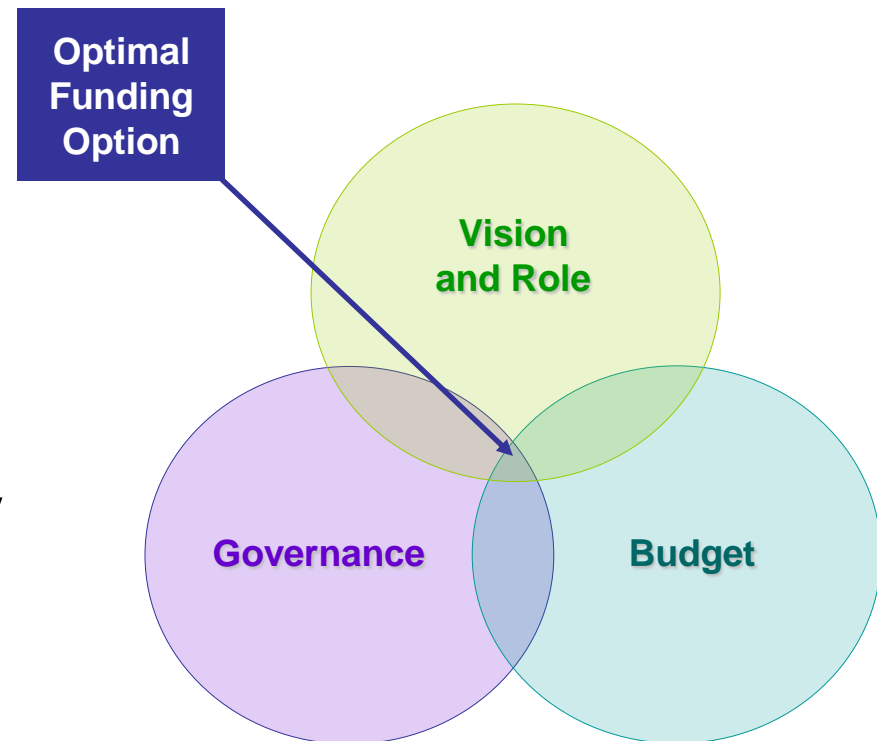 Optimal
Funding
Option
Vision
and Role
Governance
Budget